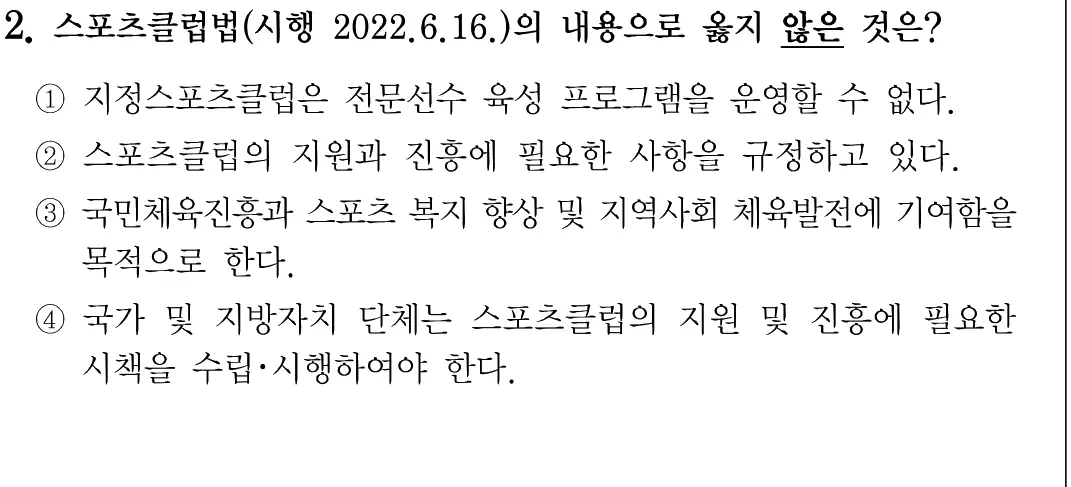 2. 스포츠클럽법(시행 2022.6.16.)의 내용으로 옳지 않은 것은?
① 지정스포츠클럽은 전문선수 육성 프로그램을 운영할 수 없다.
② 스포츠클럽의 지원과 진흥에 필요한 사항을 규정하고 있다.
③ 국민체육진흥과 스포츠 복지 향상 및 지역사회 체육발전에 기여함을
목적으로 한다.
④ 국가 및 지방자치 단체는 스포츠클럽의 지원 및 진흥에 필요한
시책을 수립·시행하여야 한다.